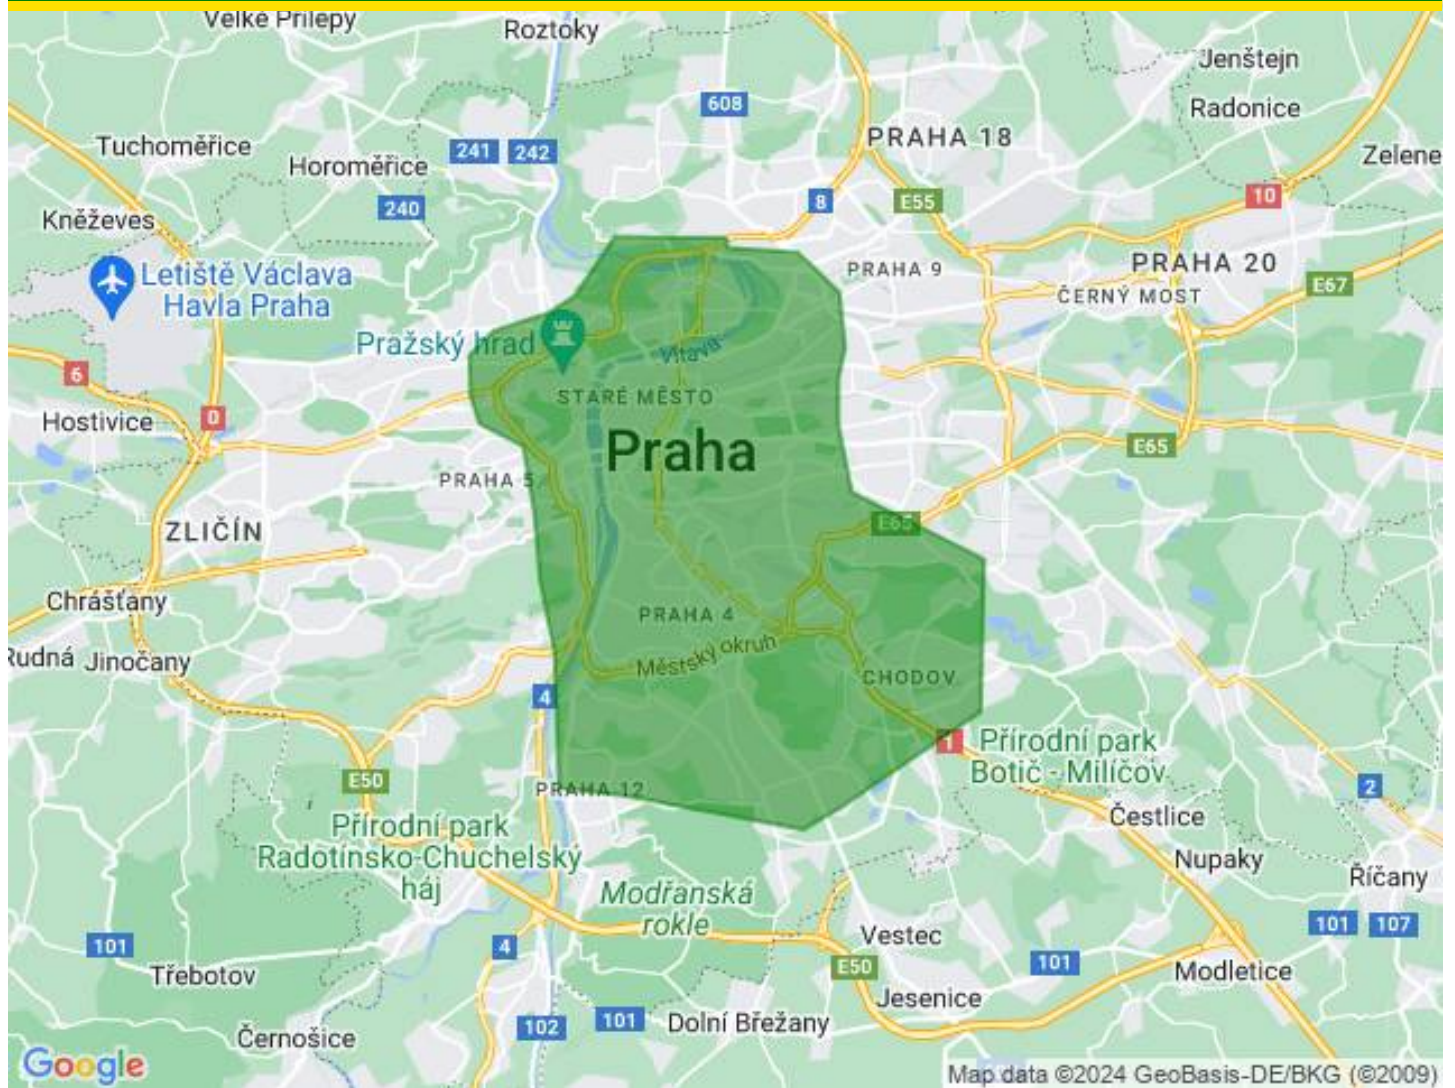 Velké Přílepy
Roztoky
Jenštejn
608
Radonice
Tuchoměřice
241
242
PRAHA 18
Horoměřice
Zelene
240
8
E55
10
Kněževes
Letiště Václava
Havla Praha
PRAHA 9
PRAHA 20
ČERNÝ MOST
E67
Pražský hrad
Vltava
6
STARÉ MĚSTO
Hostivice
0
Praha
E65
PRAHA 5
ZLIČÍN
E65
Chrášťany
PRAHA 4
Rudná
Jinočany
Městský okruh
CHODOV
4
1
Přírodní park
Botič - Milíčov
E50
PRAHA 12
2
Čestlice
Přírodní park
Radotínsko-Chuchelský
háj
Nupaky
Říčany
Modřanská
rokle
101
107
101
4
Vestec
101
E50
Třebotov
Modletice
Jesenice
102
101
Dolní Břežany
Černošice
Google
Map data ©2024 GeoBasis-DE/BKG (©2009)